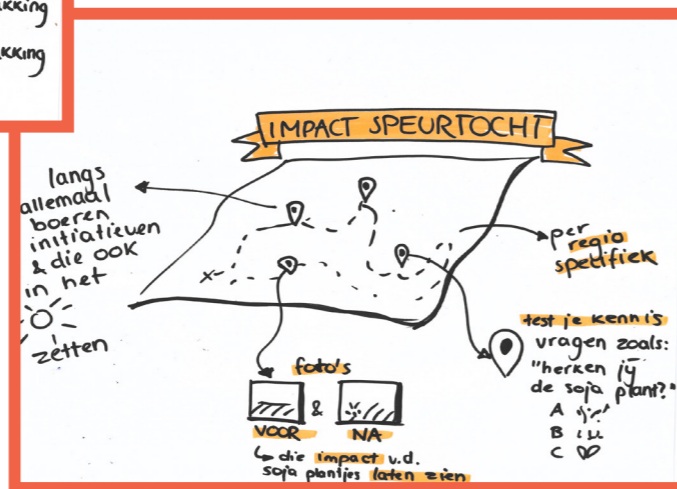 kking
kking
IMPACT SPEURTOCHT
langs
allemaal
boeren
initiatieven
& die ook
in het
zetten
per
regio
spetifiek
foto's
&
VOOR NA
↳ die impact v.d.
soja plantjes laten zien
test je kennis
vragen zoals:
"herken jij
de soja plant?"
A
B
C